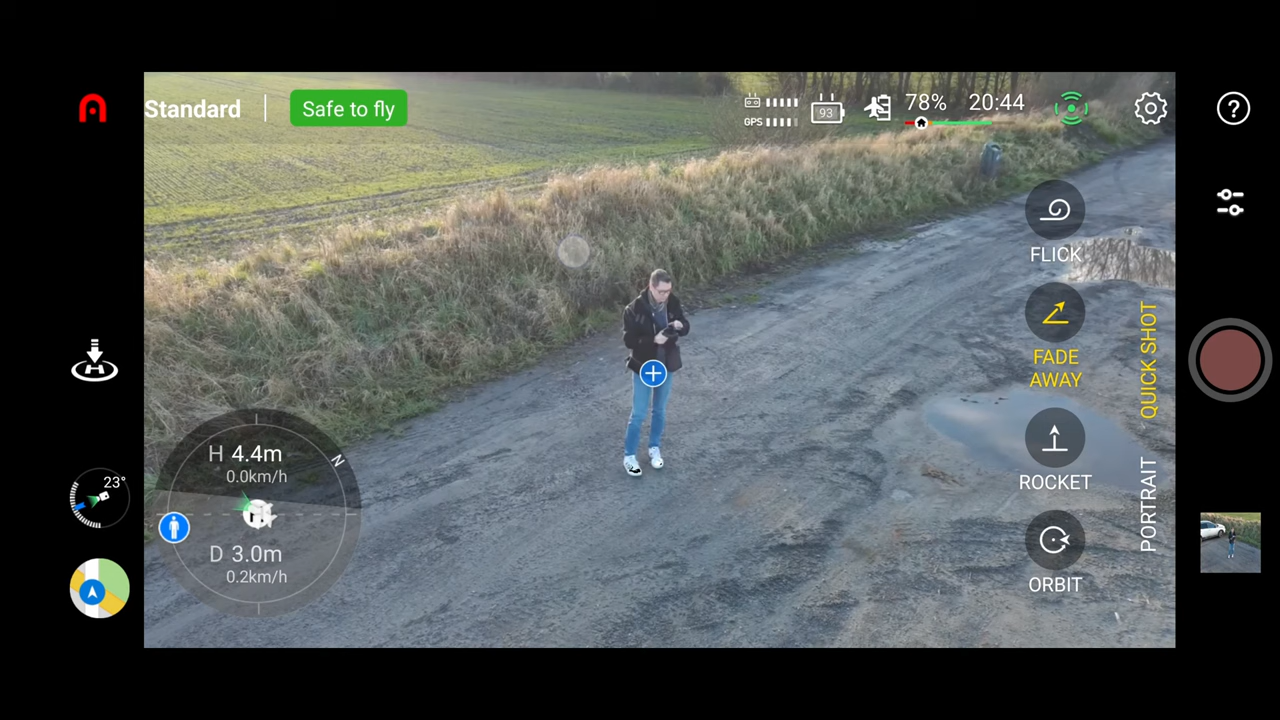 Standard
Safe to fly
GPS
93
78%
20:44
?
FLICK
FADE
AWAY
ROCKET
ORBIT
QUICK SHOT
PORTRAIT
H 4.4m
0.0km/h
N
D 3.0m
0.2km/h
23°